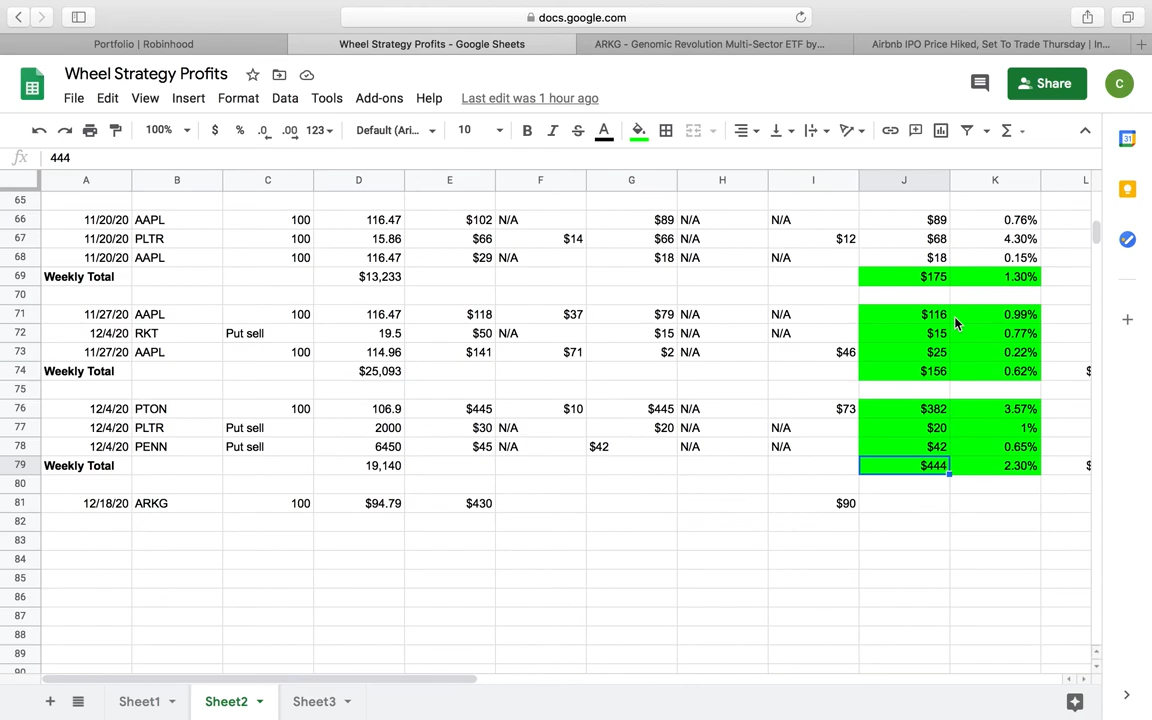 docs.google.com
Portfolio | Robinhood
Wheel Strategy Profits - Google Sheets
ARKG - Genomic Revolution Multi-Sector ETF by...
Airbnb IPO Price Hiked, Set To Trade Thursday | In...
Wheel Strategy Profits
File Edit View Insert Format Data Tools Add-ons Help Last edit was 1 hour ago
Share
C
100% $ % .0 .00 123 Default (Ari... 10 B I S A
fx 444
A B C D E F G H I J K L
65
66 11/20/20 AAPL 100 116.47 $102 N/A $89 N/A N/A $89 0.76%
67 11/20/20 PLTR 100 15.86 $66 $14 $66 N/A $12 $68 4.30%
68 11/20/20 AAPL 100 116.47 $29 N/A $18 N/A N/A $18 0.15%
69 Weekly Total $13,233 $175 1.30%
70
71 11/27/20 AAPL 100 116.47 $118 $37 $79 N/A N/A $116 0.99%
72 12/4/20 RKT Put sell 19.5 $50 N/A $15 N/A N/A $15 0.77%
73 11/27/20 AAPL 100 114.96 $141 $71 $2 N/A $46 $25 0.22%
74 Weekly Total $25,093 $156 0.62% $
75
76 12/4/20 PTON 100 106.9 $445 $10 $445 N/A $73 $382 3.57%
77 12/4/20 PLTR Put sell 2000 $30 N/A $20 N/A N/A $20 1%
78 12/4/20 PENN Put sell 6450 $45 N/A $42 N/A N/A $42 0.65%
79 Weekly Total 19,140 $444 2.30% $
80
81 12/18/20 ARKG 100 $94.79 $430 $90
82
83
84
85
86
87
88
89
90
Sheet1 Sheet2 Sheet3
31